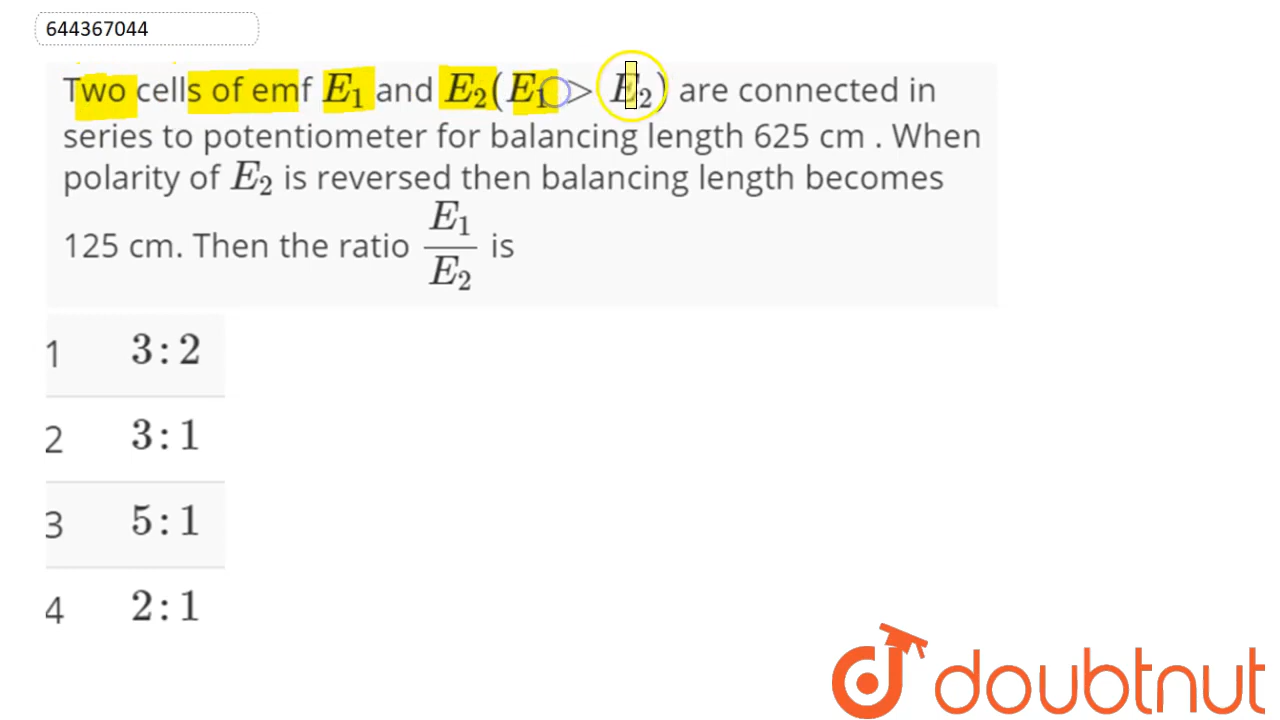 644367044
Two cells of emf E₁ and E₂(E₁ > E₂) are connected in
series to potentiometer for balancing length 625 cm . When
polarity of E₂ is reversed then balancing length becomes
125 cm. Then the ratio E₁/E₂ is
1 3 : 2
2 3 : 1
3 5 : 1
4 2 : 1
doubtnut